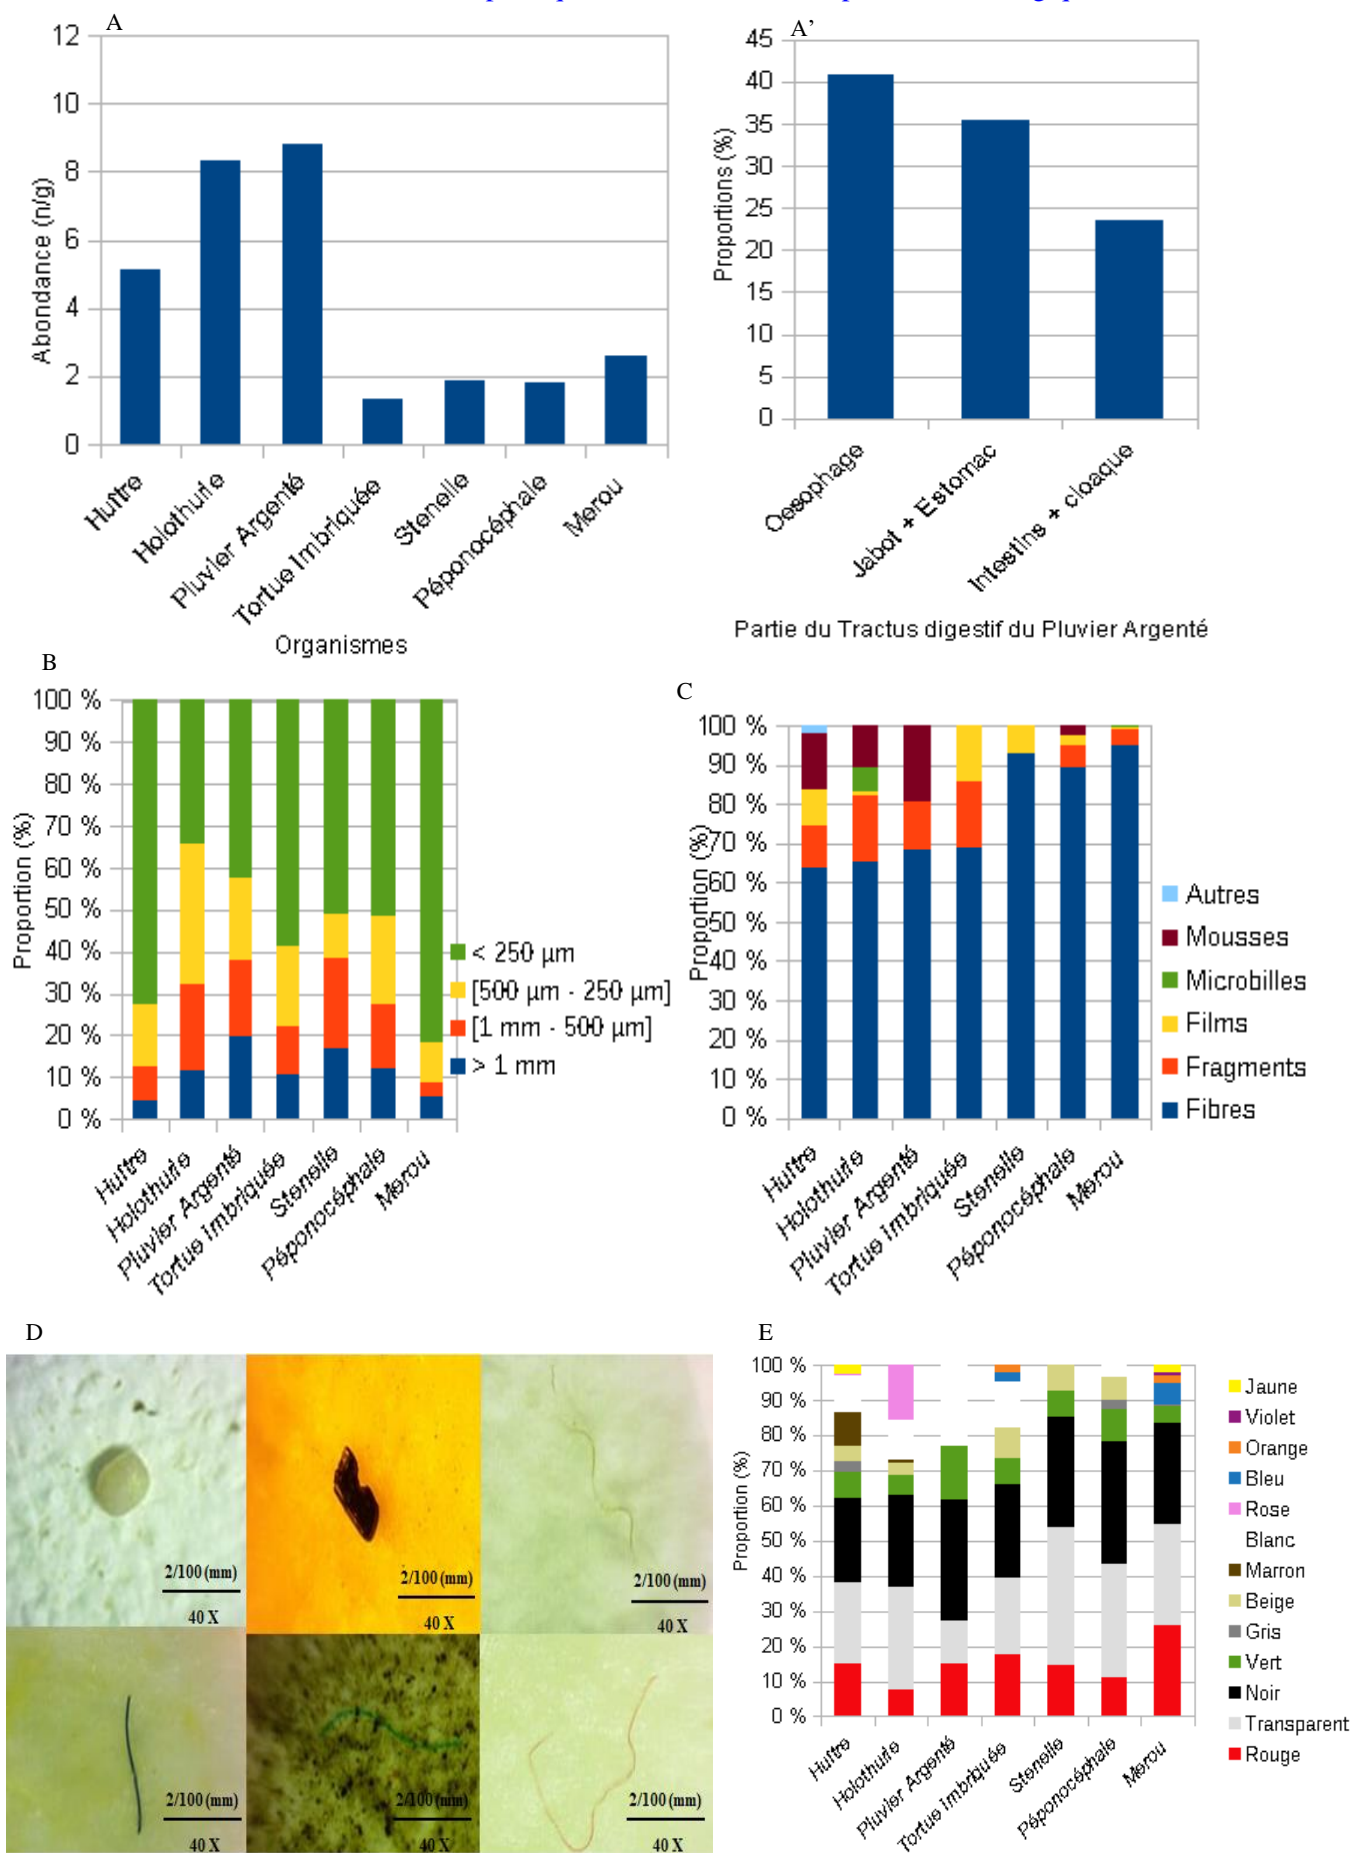 A
12
10
8
6
4
2
0
Abondance (n/g)
Huître
Holothurie
Pluvier Argenté
Tortue Imbriquée
Stenelle
Péponocéphale
Merou
Organismes
A’
45
40
35
30
25
20
15
10
5
0
Proportions (%)
Oesophage
Jabot + Estomac
Intestins + cloaque
Partie du Tractus digestif du Pluvier Argenté
B
100 %
90 %
80 %
70 %
60 %
50 %
40 %
30 %
20 %
10 %
0 %
Proportion (%)
Huître
Holothurie
Pluvier Argenté
Tortue Imbriquée
Stenelle
Péponocéphale
Merou
< 250 µm
[500 µm - 250 µm]
[1 mm - 500 µm]
> 1 mm
C
100 %
90 %
80 %
70 %
60 %
50 %
40 %
30 %
20 %
10 %
0 %
Proportion (%)
Huître
Holothurie
Pluvier Argenté
Tortue Imbriquée
Stenelle
Péponocéphale
Merou
Autres
Mousses
Microbilles
Films
Fragments
Fibres
D
2/100 (mm)
40 X
2/100 (mm)
40 X
2/100 (mm)
40 X
2/100 (mm)
40 X
2/100 (mm)
40 X
2/100 (mm)
40 X
E
100 %
90 %
80 %
70 %
60 %
50 %
40 %
30 %
20 %
10 %
0 %
Proportion (%)
Huître
Holothurie
Pluvier Argenté
Tortue Imbriquée
Stenelle
Péponocéphale
Merou
Jaune
Violet
Orange
Bleu
Rose
Blanc
Marron
Beige
Gris
Vert
Noir
Transparent
Rouge